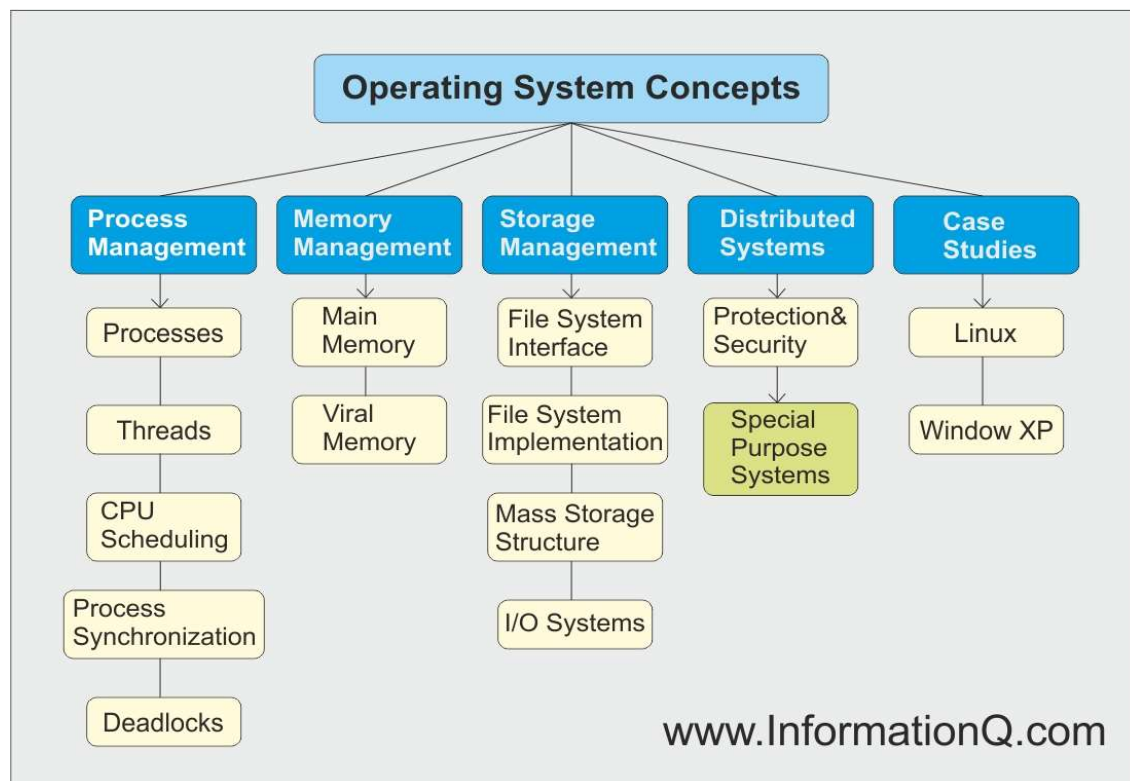 Operating System Concepts
Process
Management
Memory
Management
Storage
Management
Distributed
Systems
Case
Studies
Processes
Threads
CPU
Scheduling
Process
Synchronization
Deadlocks
Main
Memory
Viral
Memory
File System
Interface
File System
Implementation
Mass Storage
Structure
I/O Systems
Protection&
Security
Special
Purpose
Systems
Linux
Window XP
www.InformationQ.com